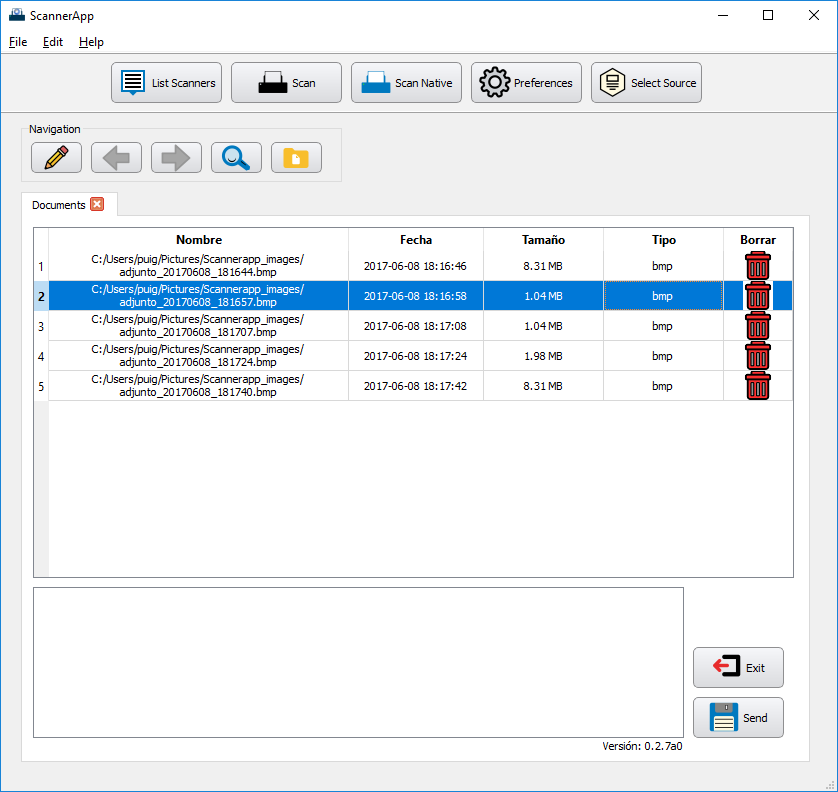 ScannerApp
File Edit Help
List Scanners Scan Scan Native Preferences Select Source
Navigation
Documents
Nombre Fecha Tamaño Tipo Borrar
1 C:/Users/puig/Pictures/Scannerapp_images/
adjunto_20170608_181644.bmp 2017-06-08 18:16:46 8.31 MB bmp
2 C:/Users/puig/Pictures/Scannerapp_images/
adjunto_20170608_181657.bmp 2017-06-08 18:16:58 1.04 MB bmp
3 C:/Users/puig/Pictures/Scannerapp_images/
adjunto_20170608_181707.bmp 2017-06-08 18:17:08 1.04 MB bmp
4 C:/Users/puig/Pictures/Scannerapp_images/
adjunto_20170608_181724.bmp 2017-06-08 18:17:24 1.98 MB bmp
5 C:/Users/puig/Pictures/Scannerapp_images/
adjunto_20170608_181740.bmp 2017-06-08 18:17:42 8.31 MB bmp
Exit
Send
Versión: 0.2.7a0